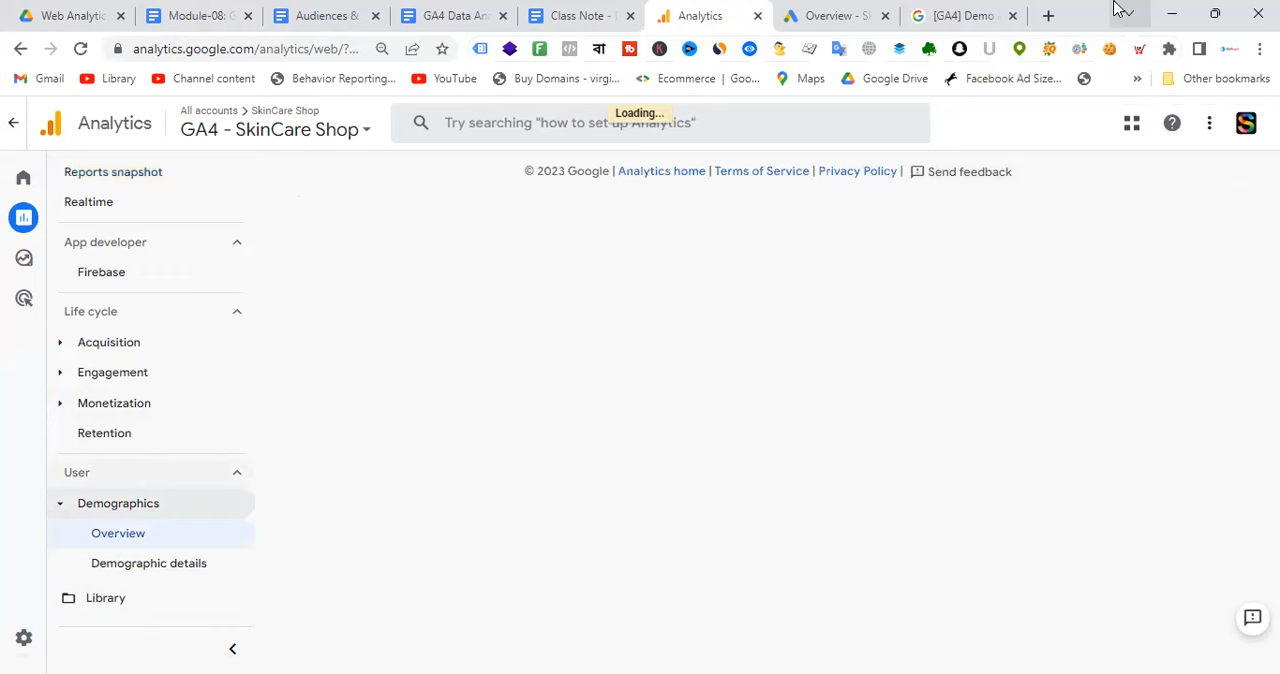 Web Analytic
Module-08: G
Audiences &
GA4 Data Ana
Class Note - 
Analytics
Overview - Sk
[GA4] Demo
analytics.google.com/analytics/web/?...
Gmail
Library
Channel content
Behavior Reporting...
YouTube
Buy Domains - virgi...
Ecommerce | Goo...
Maps
Google Drive
Facebook Ad Size...
»
Other bookmarks
Analytics
All accounts > SkinCare Shop
GA4 - SkinCare Shop
Try searching "how to set up Analytics"
Loading...
Reports snapshot
Realtime
App developer
Firebase
Life cycle
Acquisition
Engagement
Monetization
Retention
User
Demographics
Overview
Demographic details
Library
© 2023 Google | Analytics home | Terms of Service | Privacy Policy | Send feedback